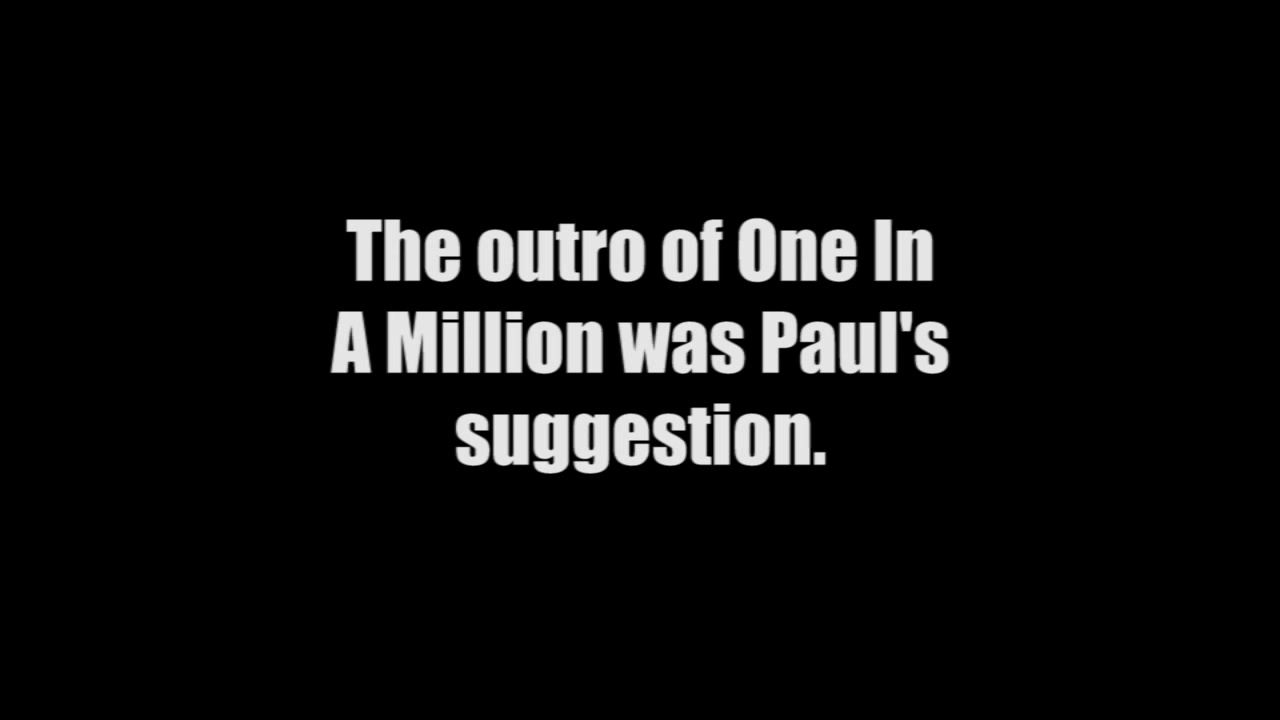 The outro of One In
A Million was Paul's
suggestion.